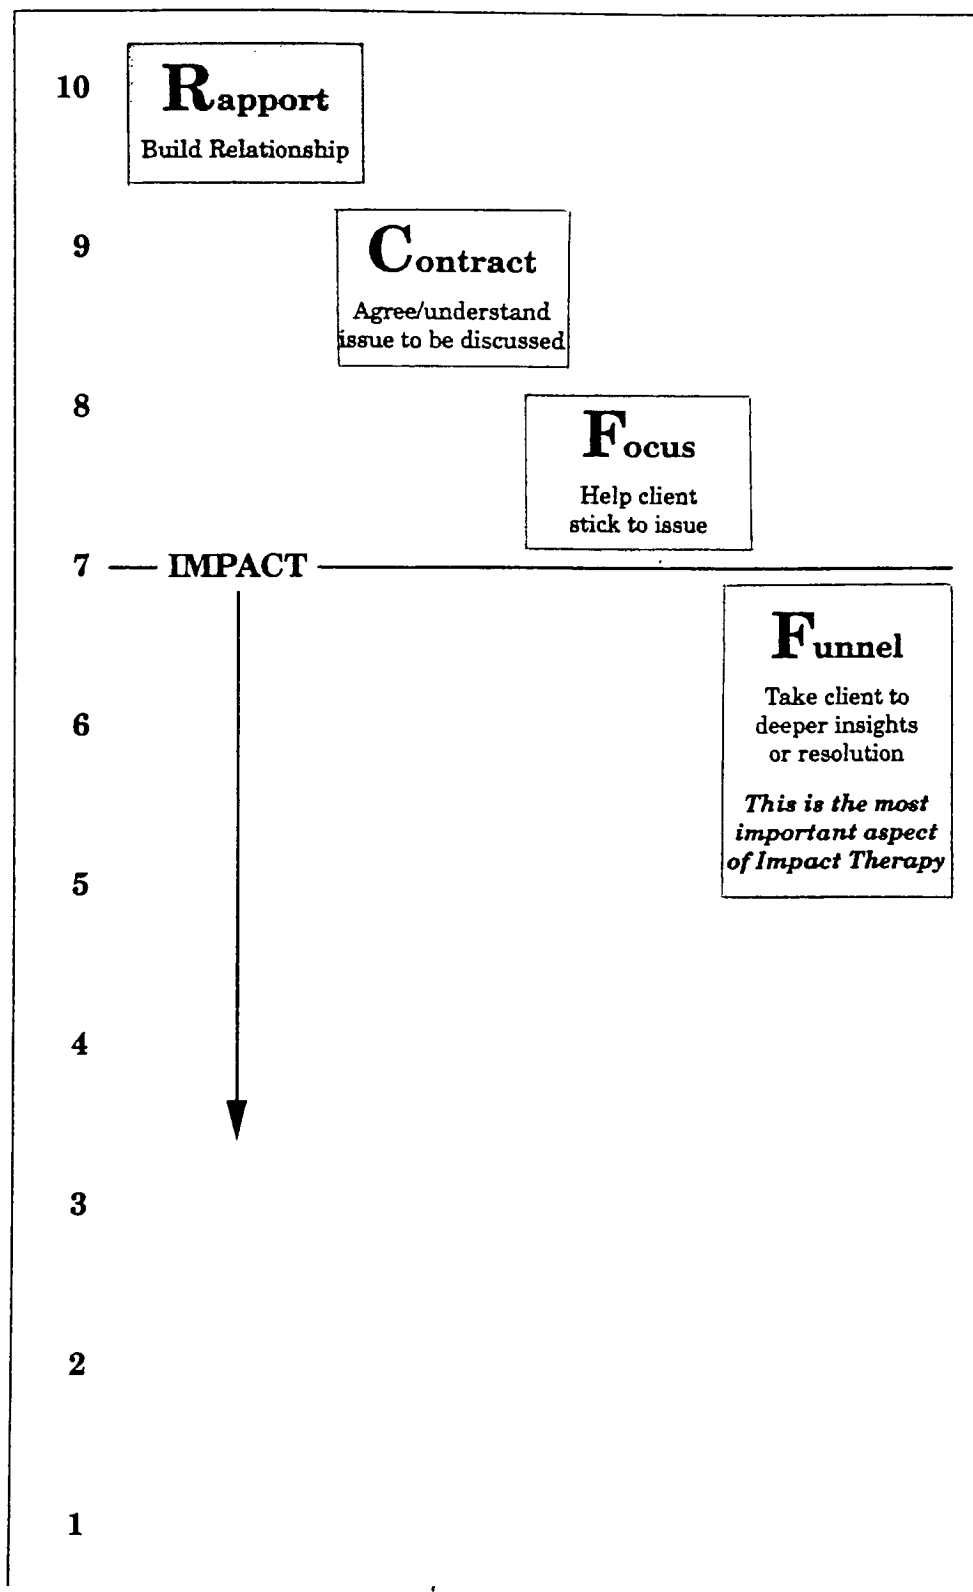 10
Rapport
Build Relationship
9
Contract
Agree/understand
issue to be discussed
8
Focus
Help client
stick to issue
7
IMPACT
Funnel
Take client to
deeper insights
or resolution
This is the most
important aspect
of Impact Therapy
6
5
4
3
2
1